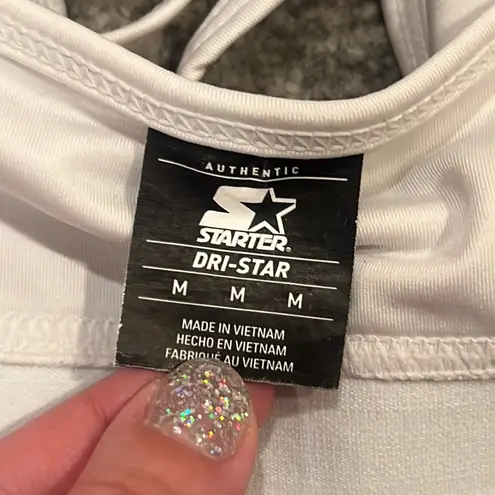 AUTHENTIC
STARTER®
DRI-STAR
M M M
MADE IN VIETNAM
HECHO EN VIETNAM
FABRIQUÉ AU VIETNAM